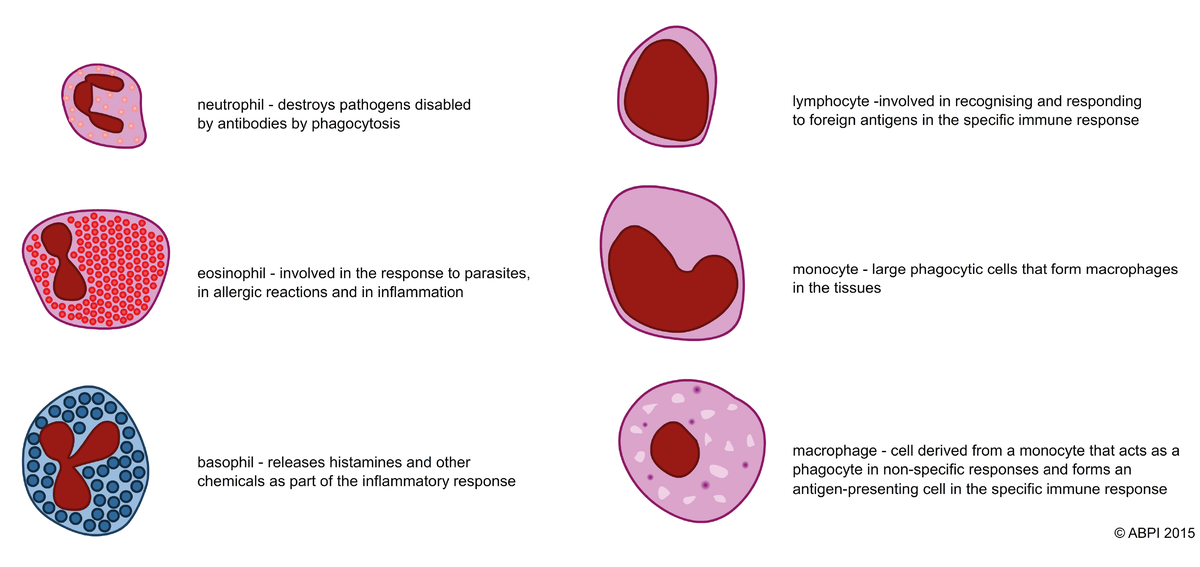 neutrophil - destroys pathogens disabled
by antibodies by phagocytosis
eosinophil - involved in the response to parasites,
in allergic reactions and in inflammation
basophil - releases histamines and other
chemicals as part of the inflammatory response
lymphocyte -involved in recognising and responding
to foreign antigens in the specific immune response
monocyte - large phagocytic cells that form macrophages
in the tissues
macrophage - cell derived from a monocyte that acts as a
phagocyte in non-specific responses and forms an
antigen-presenting cell in the specific immune response
© ABPI 2015